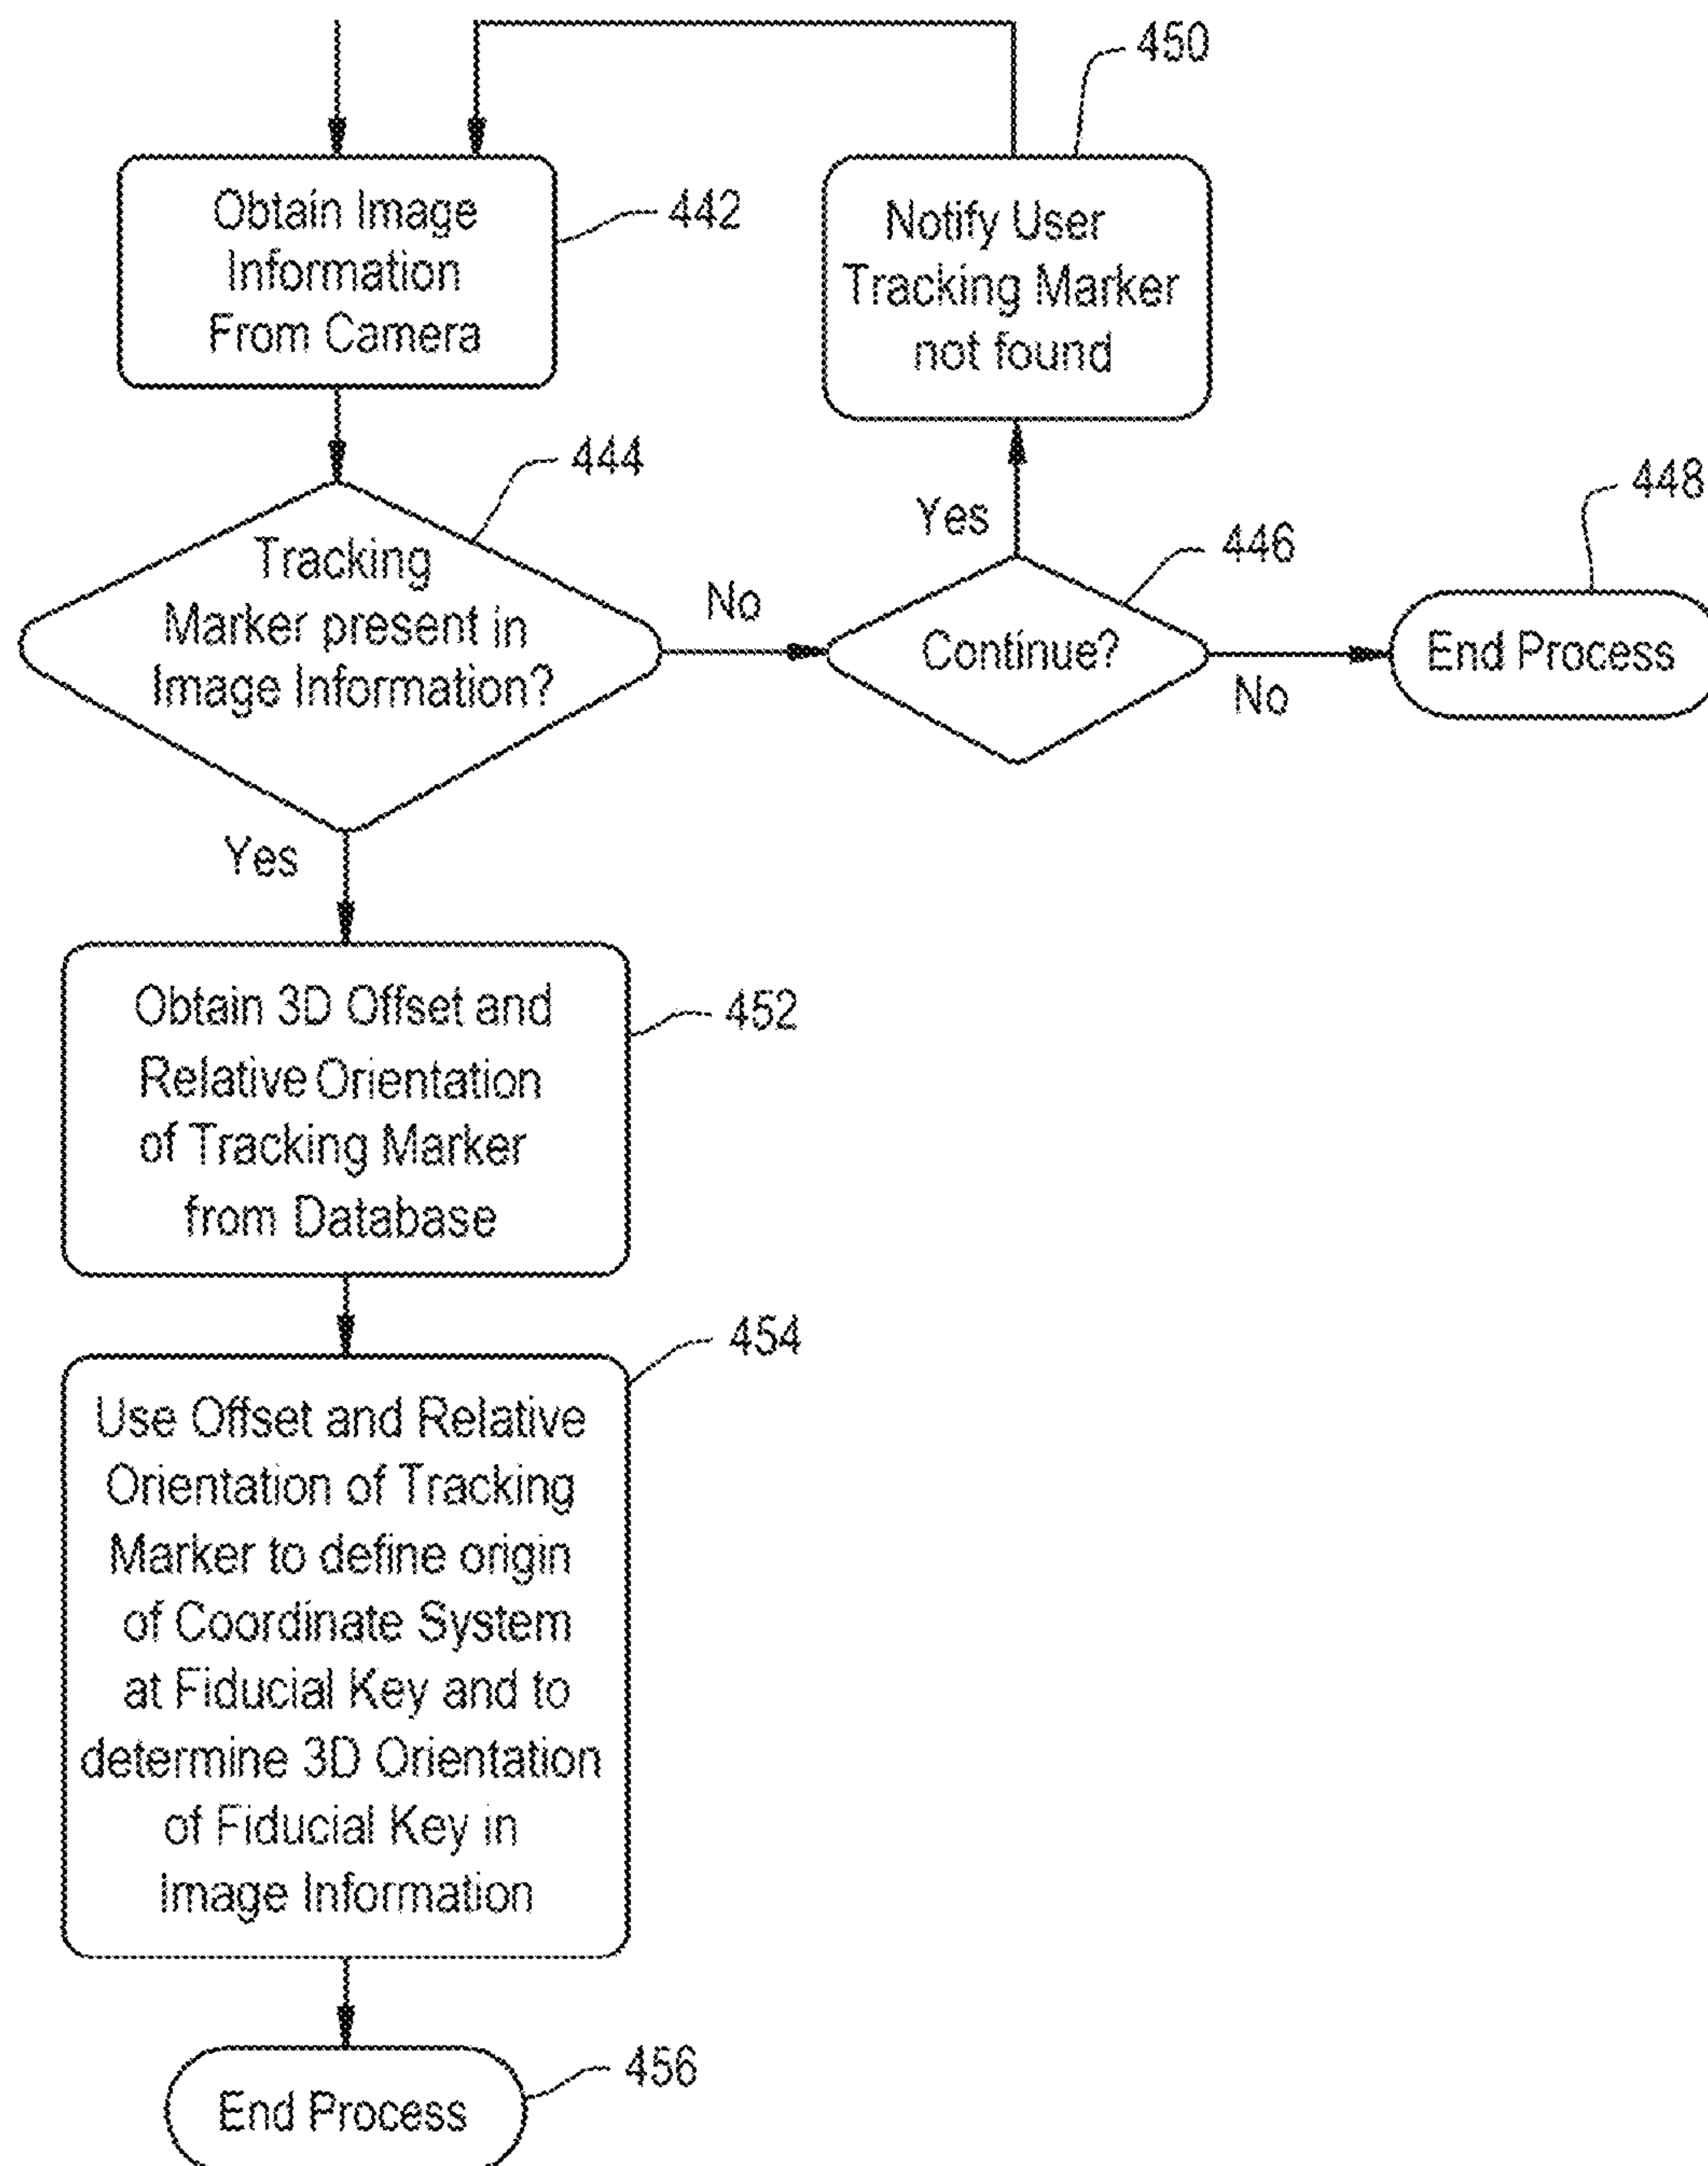 450
Obtain Image
Information
From Camera
442
Notify User
Tracking Marker
not found
444
Tracking
Marker present in
Image Information?
No
Yes
446
Continue?
No
448
End Process
Yes
Obtain 3D Offset and
Relative Orientation
of Tracking Marker
from Database
452
454
Use Offset and Relative
Orientation of Tracking
Marker to define origin
of Coordinate System
at Fiducial Key and to
determine 3D Orientation
of Fiducial Key in
Image Information
456
End Process